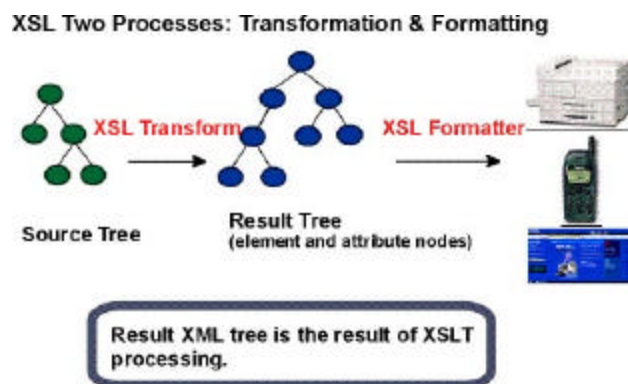 XSL Two Processes: Transformation & Formatting
XSL Transform
XSL Formatter
Source Tree
Result Tree
(element and attribute nodes)
Result XML tree is the result of XSLT
processing.